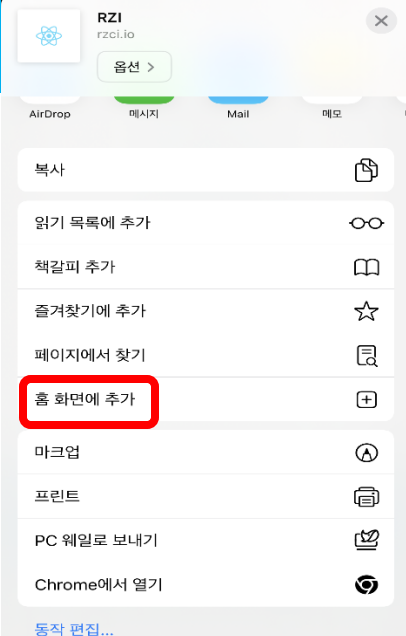 RZI
rzci.io
옵션 >
AirDrop
메시지
Mail
메모
복사
읽기 목록에 추가
책갈피 추가
즐겨찾기에 추가
페이지에서 찾기
홈 화면에 추가
마크업
프린트
PC 웨일로 보내기
Chrome에서 열기
동작 편집...